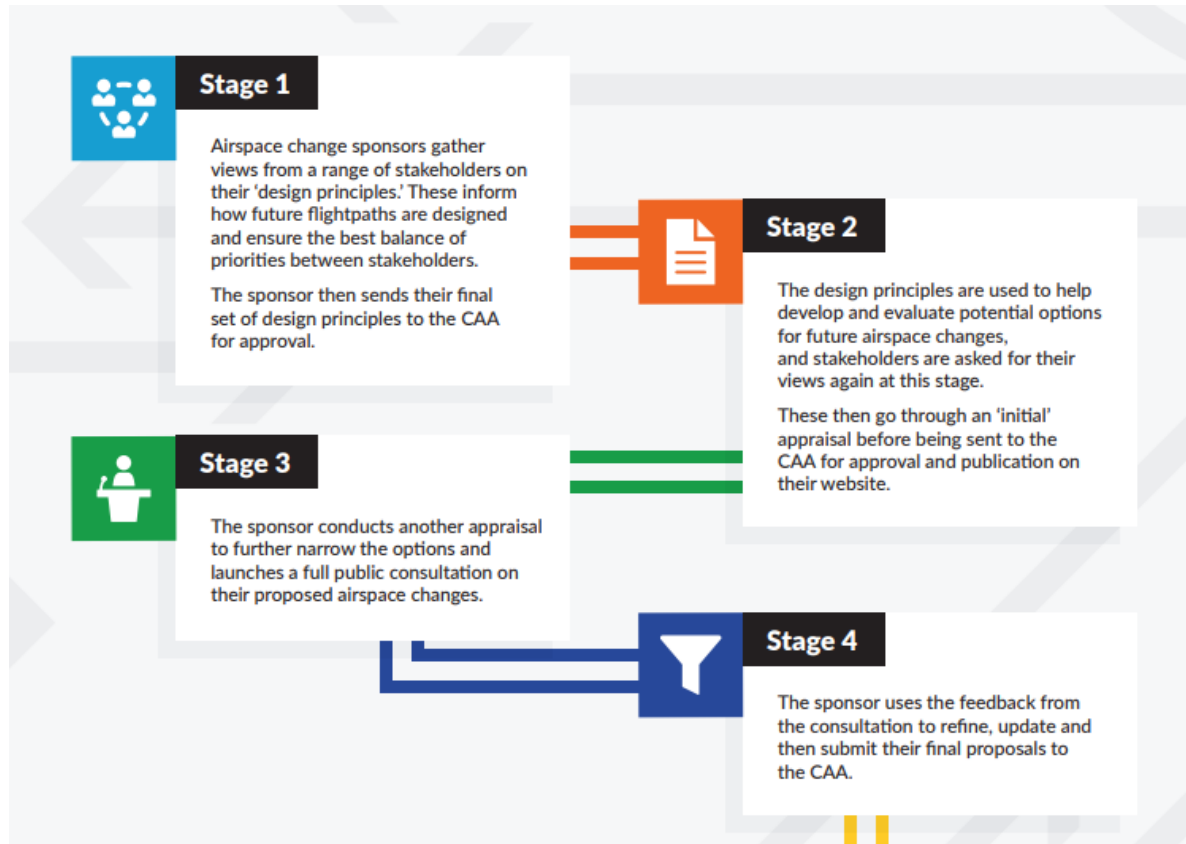 Stage 1
Airspace change sponsors gather
views from a range of stakeholders on
their ‘design principles.’ These inform
how future flightpaths are designed
and ensure the best balance of
priorities between stakeholders.
The sponsor then sends their final
set of design principles to the CAA
for approval.
Stage 2
The design principles are used to help
develop and evaluate potential options
for future airspace changes,
and stakeholders are asked for their
views again at this stage.
These then go through an ‘initial’
appraisal before being sent to the
CAA for approval and publication on
their website.
Stage 3
The sponsor conducts another appraisal
to further narrow the options and
launches a full public consultation on
their proposed airspace changes.
Stage 4
The sponsor uses the feedback from
the consultation to refine, update and
then submit their final proposals to
the CAA.